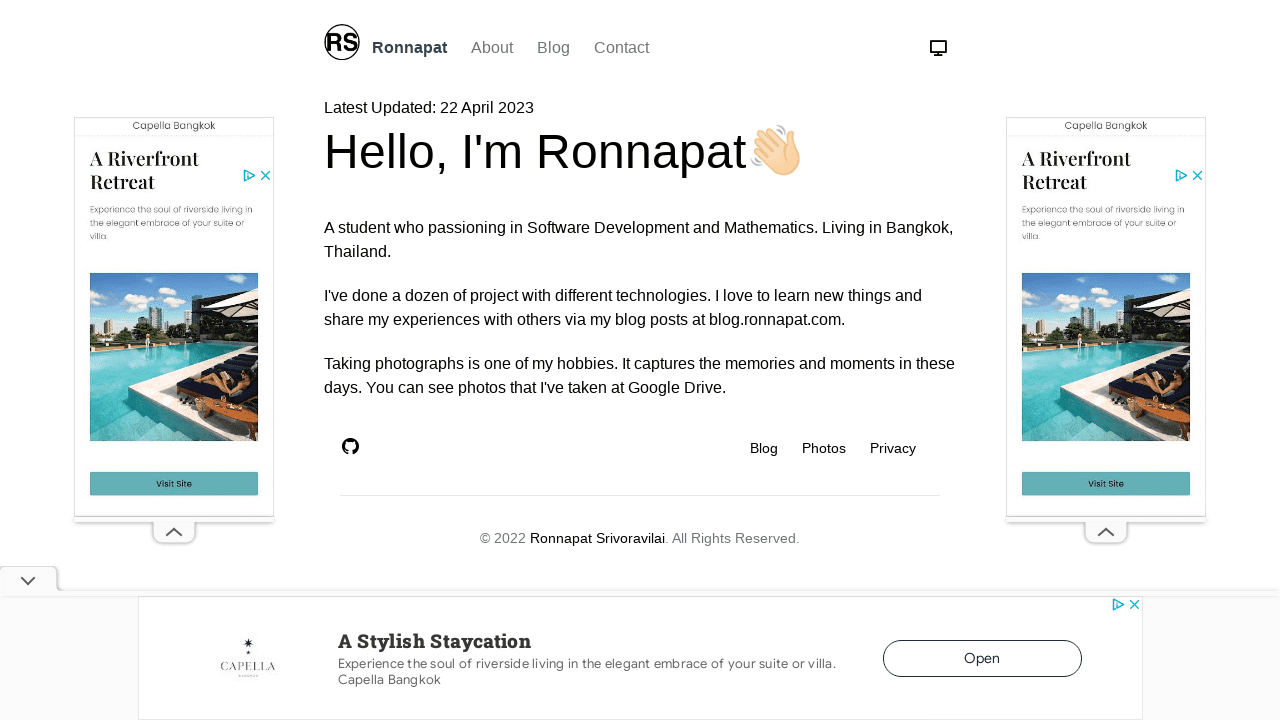 RS Ronnapat About Blog Contact
Latest Updated: 22 April 2023
Hello, I'm Ronnapat👋
A student who passioning in Software Development and Mathematics. Living in Bangkok,
Thailand.
I've done a dozen of project with different technologies. I love to learn new things and
share my experiences with others via my blog posts at blog.ronnapat.com.
Taking photographs is one of my hobbies. It captures the memories and moments in these
days. You can see photos that I've taken at Google Drive.
Blog Photos Privacy
© 2022 Ronnapat Srivoravilai. All Rights Reserved.
Capella Bangkok
A Riverfront
Retreat
Experience the soul of riverside living in
the elegant embrace of your suite or
villa.
Visit Site
Capella Bangkok
A Riverfront
Retreat
Experience the soul of riverside living in
the elegant embrace of your suite or
villa.
Visit Site
CAPELLA
BANGKOK
A Stylish Staycation
Experience the soul of riverside living in the elegant embrace of your suite or villa.
Capella Bangkok
Open